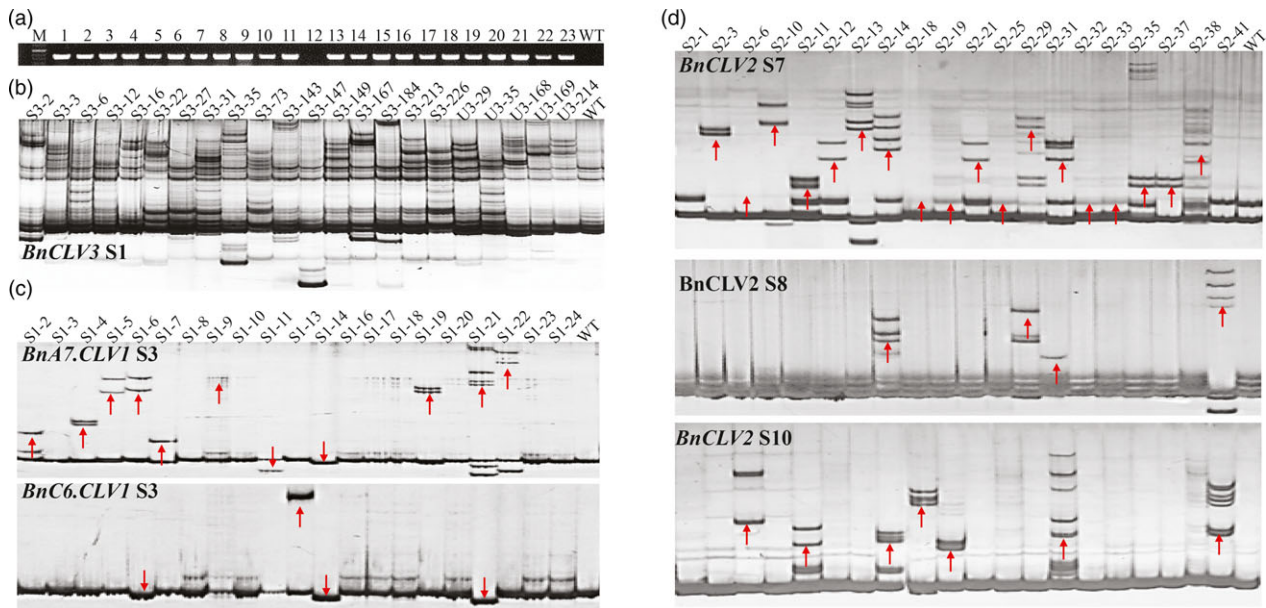 (a)
M 1 2 3 4 5 6 7 8 9 10 11 12 13 14 15 16 17 18 19 20 21 22 23 WT
(b)
S3-2 S3-3 S3-6 S3-12 S3-16 S3-22 S3-27 S3-31 S3-35 S3-73 S3-143 S3-147 S3-149 S3-167 S3-184 S3-213 S3-226 U3-29 U3-35 U3-168 U3-169 U3-214 WT
BnCLV3 S1
(c)
S1-2 S1-3 S1-4 S1-5 S1-6 S1-7 S1-8 S1-9 S1-10 S1-11 S1-13 S1-14 S1-16 S1-17 S1-18 S1-19 S1-20 S1-21 S1-22 S1-23 S1-24 WT
BnA7.CLV1 S3
BnC6.CLV1 S3
(d)
S2-1 S2-3 S2-6 S2-10 S2-11 S2-12 S2-13 S2-14 S2-18 S2-19 S2-21 S2-25 S2-29 S2-31 S2-32 S2-33 S2-35 S2-37 S2-38 S2-41 WT
BnCLV2 S7
BnCLV2 S8
BnCLV2 S10